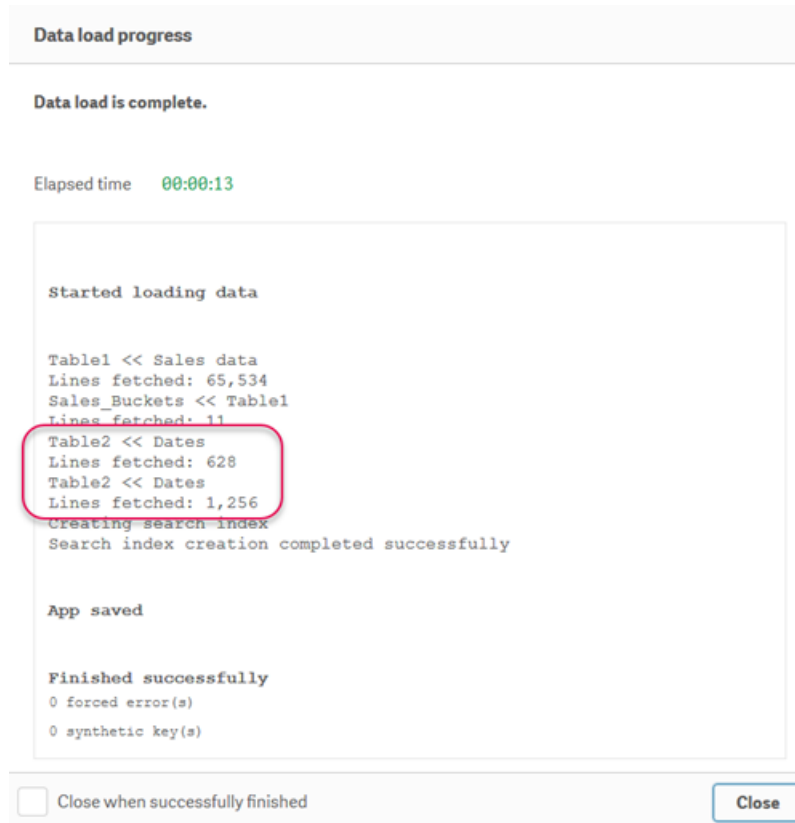 Data load progress
Data load is complete.
Elapsed time 00:00:13
Started loading data
Table1 << Sales data
Lines fetched: 65,534
Sales_Buckets << Table1
Lines fetched: 11
Table2 << Dates
Lines fetched: 628
Table2 << Dates
Lines fetched: 1,256
Creating search index
Search index creation completed successfully
App saved
Finished successfully
0 forced error(s)
0 synthetic key(s)
Close when successfully finished
Close